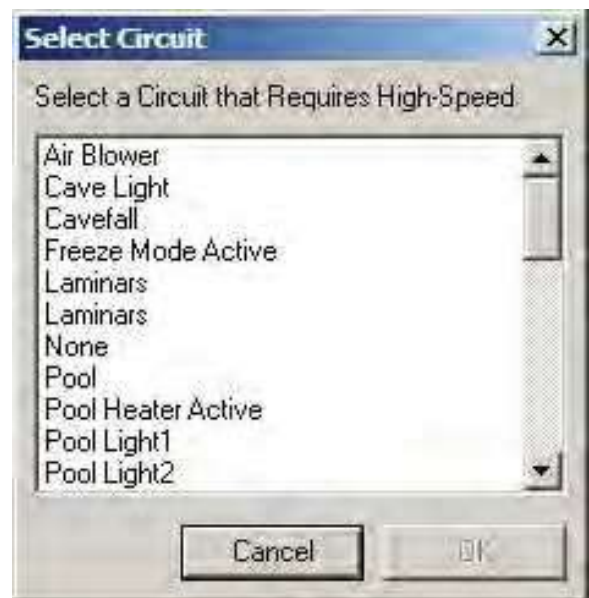 Select Circuit
Select a Circuit that Requires High-Speed
Air Blower
Cave Light
Cavefall
Freeze Mode Active
Laminars
Laminars
None
Pool
Pool Heater Active
Pool Light1
Pool Light2
Cancel
OK